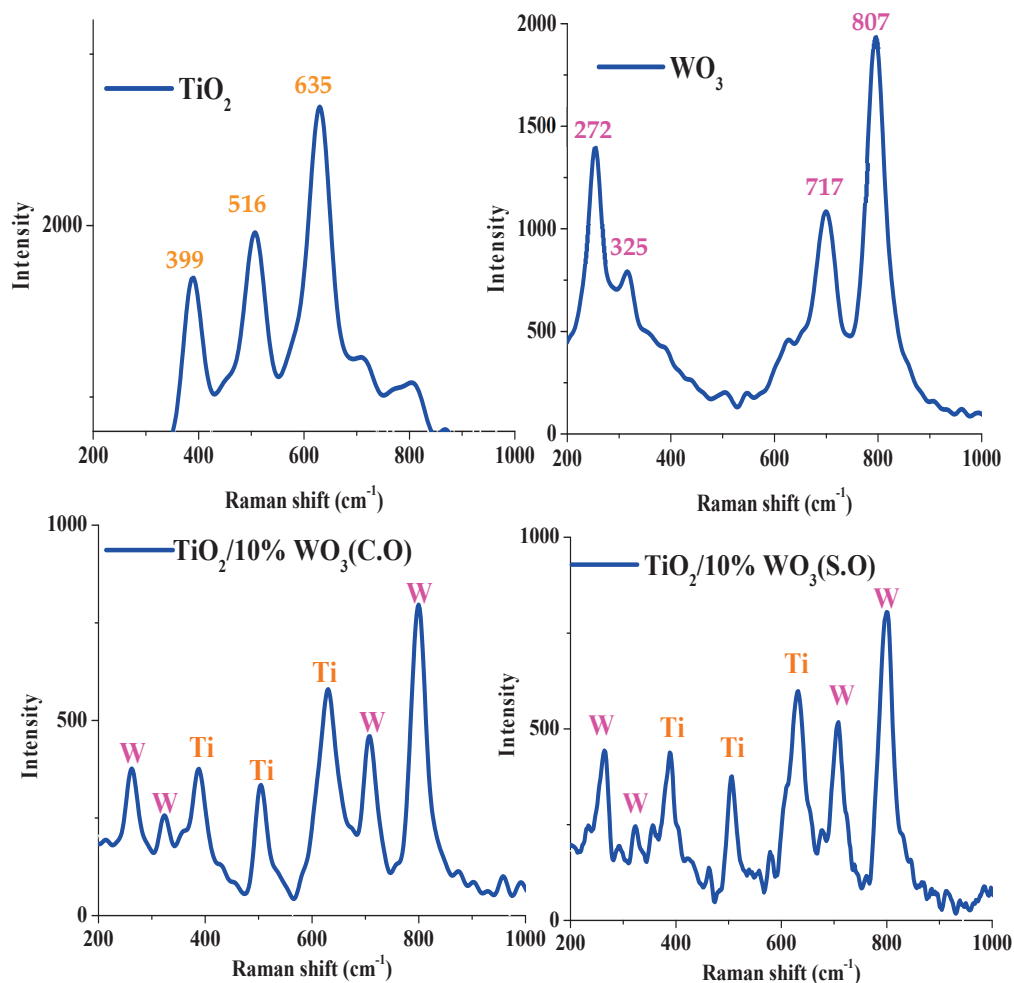 TiO₂
635
516
399
2000
Intensity
200 400 600 800 1000
Raman shift (cm⁻¹)
WO₃
807
272
717
325
2000
1500
1000
500
0
Intensity
200 400 600 800 1000
Raman shift (cm⁻¹)
TiO₂/10% WO₃(C.O)
W
Ti
W
W
Ti
Ti
W
1000
500
0
Intensity
200 400 600 800 1000
Raman shift (cm⁻¹)
TiO₂/10% WO₃(S.O)
W
Ti
W
W
Ti
Ti
W
1000
500
0
Intensity
200 400 600 800 1000
Raman shift (cm⁻¹)